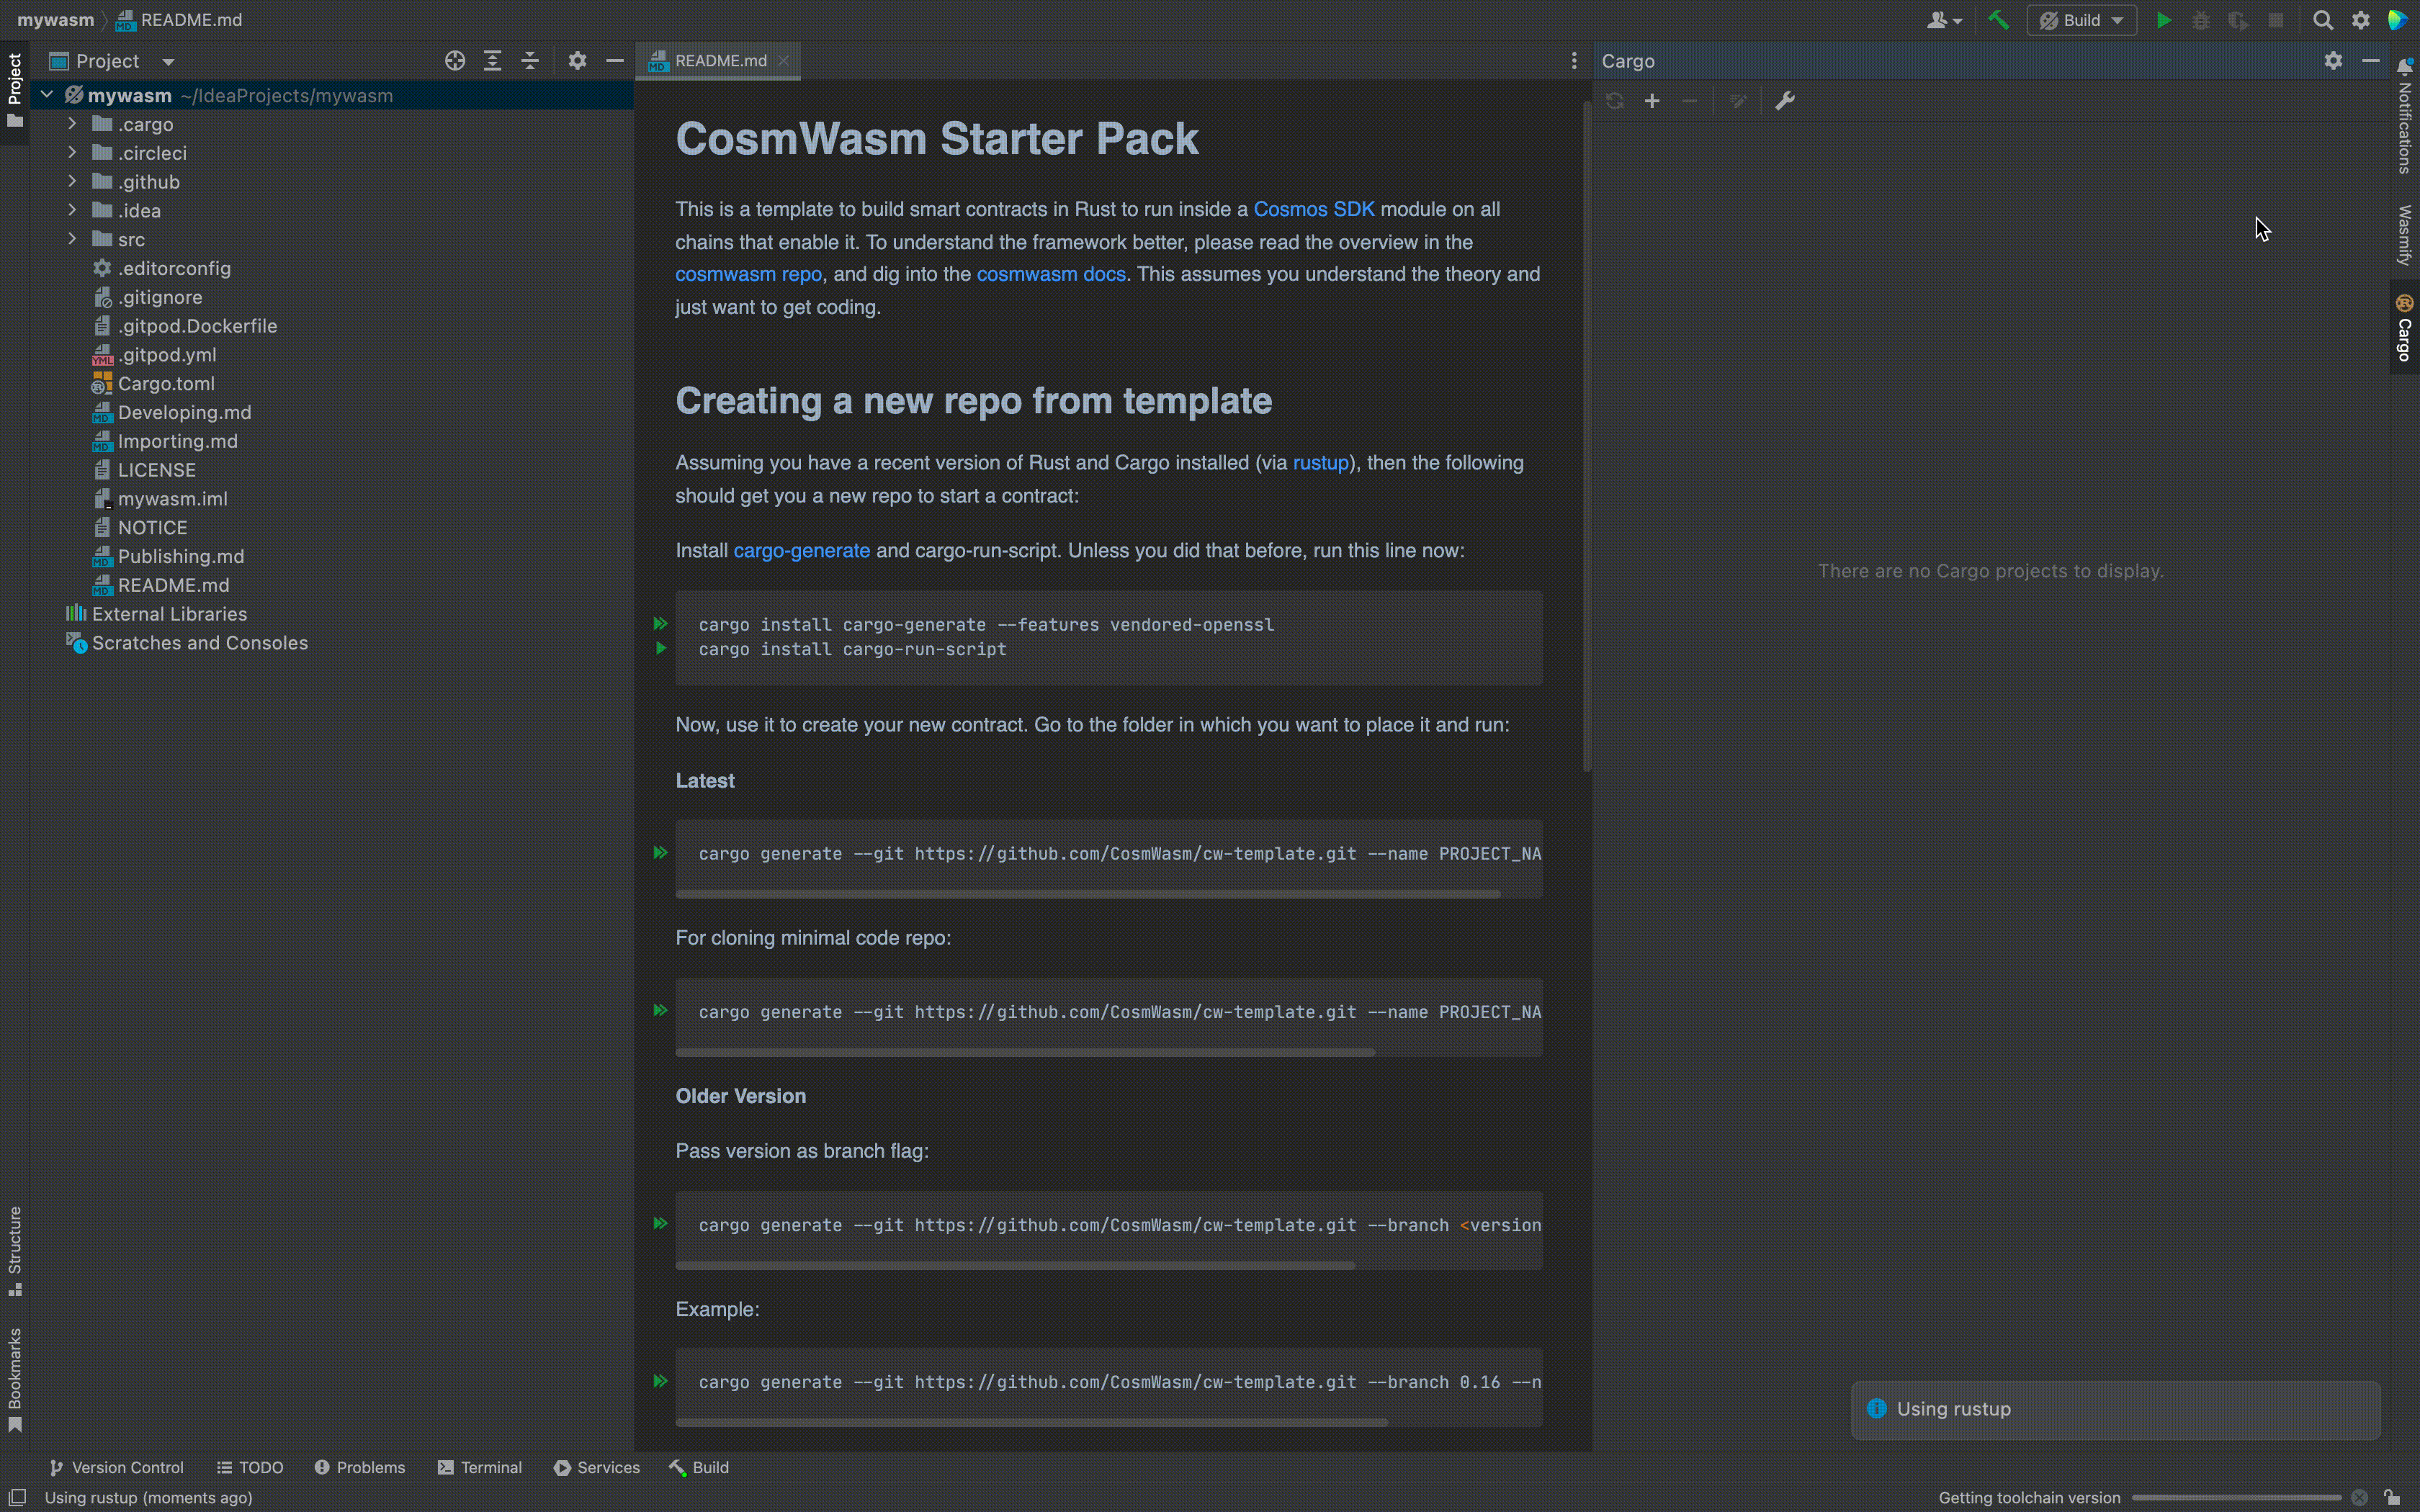 mywasm
README.md
Build
Project
README.md
Cargo
Project
mywasm ~/IdeaProjects/mywasm
.cargo
.circleci
.github
.idea
src
.editorconfig
.gitignore
.gitpod.Dockerfile
.gitpod.yml
Cargo.toml
Developing.md
Importing.md
LICENSE
mywasm.iml
NOTICE
Publishing.md
README.md
External Libraries
Scratches and Consoles
Structure
Bookmarks
CosmWasm Starter Pack
This is a template to build smart contracts in Rust to run inside a Cosmos SDK module on all
chains that enable it. To understand the framework better, please read the overview in the
cosmwasm repo, and dig into the cosmwasm docs. This assumes you understand the theory and
just want to get coding.
Creating a new repo from template
Assuming you have a recent version of Rust and Cargo installed (via rustup), then the following
should get you a new repo to start a contract:
Install cargo-generate and cargo-run-script. Unless you did that before, run this line now:
cargo install cargo-generate --features vendored-openssl
cargo install cargo-run-script
Now, use it to create your new contract. Go to the folder in which you want to place it and run:
Latest
cargo generate --git https://github.com/CosmWasm/cw-template.git --name PROJECT_NA
For cloning minimal code repo:
cargo generate --git https://github.com/CosmWasm/cw-template.git --name PROJECT_NA
Older Version
Pass version as branch flag:
cargo generate --git https://github.com/CosmWasm/cw-template.git --branch <version
Example:
cargo generate --git https://github.com/CosmWasm/cw-template.git --branch 0.16 --n
There are no Cargo projects to display.
Notifications
Wasmify
Cargo
Using rustup
Version Control
TODO
Problems
Terminal
Services
Build
Using rustup (moments ago)
Getting toolchain version